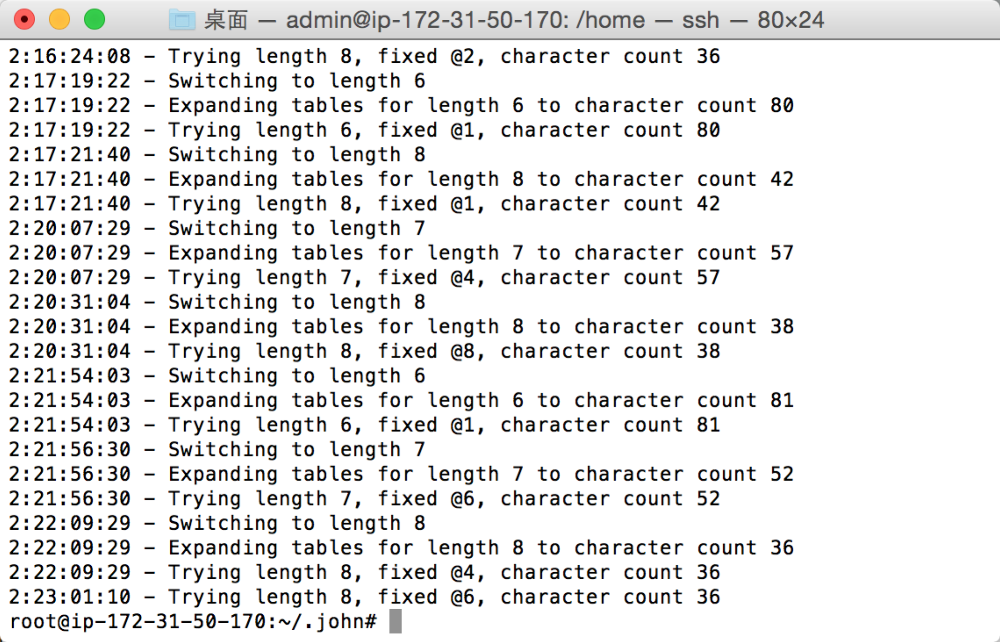 桌面 — admin@ip-172-31-50-170: /home — ssh — 80×24
2:16:24:08 - Trying length 8, fixed @2, character count 36
2:17:19:22 - Switching to length 6
2:17:19:22 - Expanding tables for length 6 to character count 80
2:17:19:22 - Trying length 6, fixed @1, character count 80
2:17:21:40 - Switching to length 8
2:17:21:40 - Expanding tables for length 8 to character count 42
2:17:21:40 - Trying length 8, fixed @1, character count 42
2:20:07:29 - Switching to length 7
2:20:07:29 - Expanding tables for length 7 to character count 57
2:20:07:29 - Trying length 7, fixed @4, character count 57
2:20:31:04 - Switching to length 8
2:20:31:04 - Expanding tables for length 8 to character count 38
2:20:31:04 - Trying length 8, fixed @8, character count 38
2:21:54:03 - Switching to length 6
2:21:54:03 - Expanding tables for length 6 to character count 81
2:21:54:03 - Trying length 6, fixed @1, character count 81
2:21:56:30 - Switching to length 7
2:21:56:30 - Expanding tables for length 7 to character count 52
2:21:56:30 - Trying length 7, fixed @6, character count 52
2:22:09:29 - Switching to length 8
2:22:09:29 - Expanding tables for length 8 to character count 36
2:22:09:29 - Trying length 8, fixed @4, character count 36
2:23:01:10 - Trying length 8, fixed @6, character count 36
root@ip-172-31-50-170:~/.john#